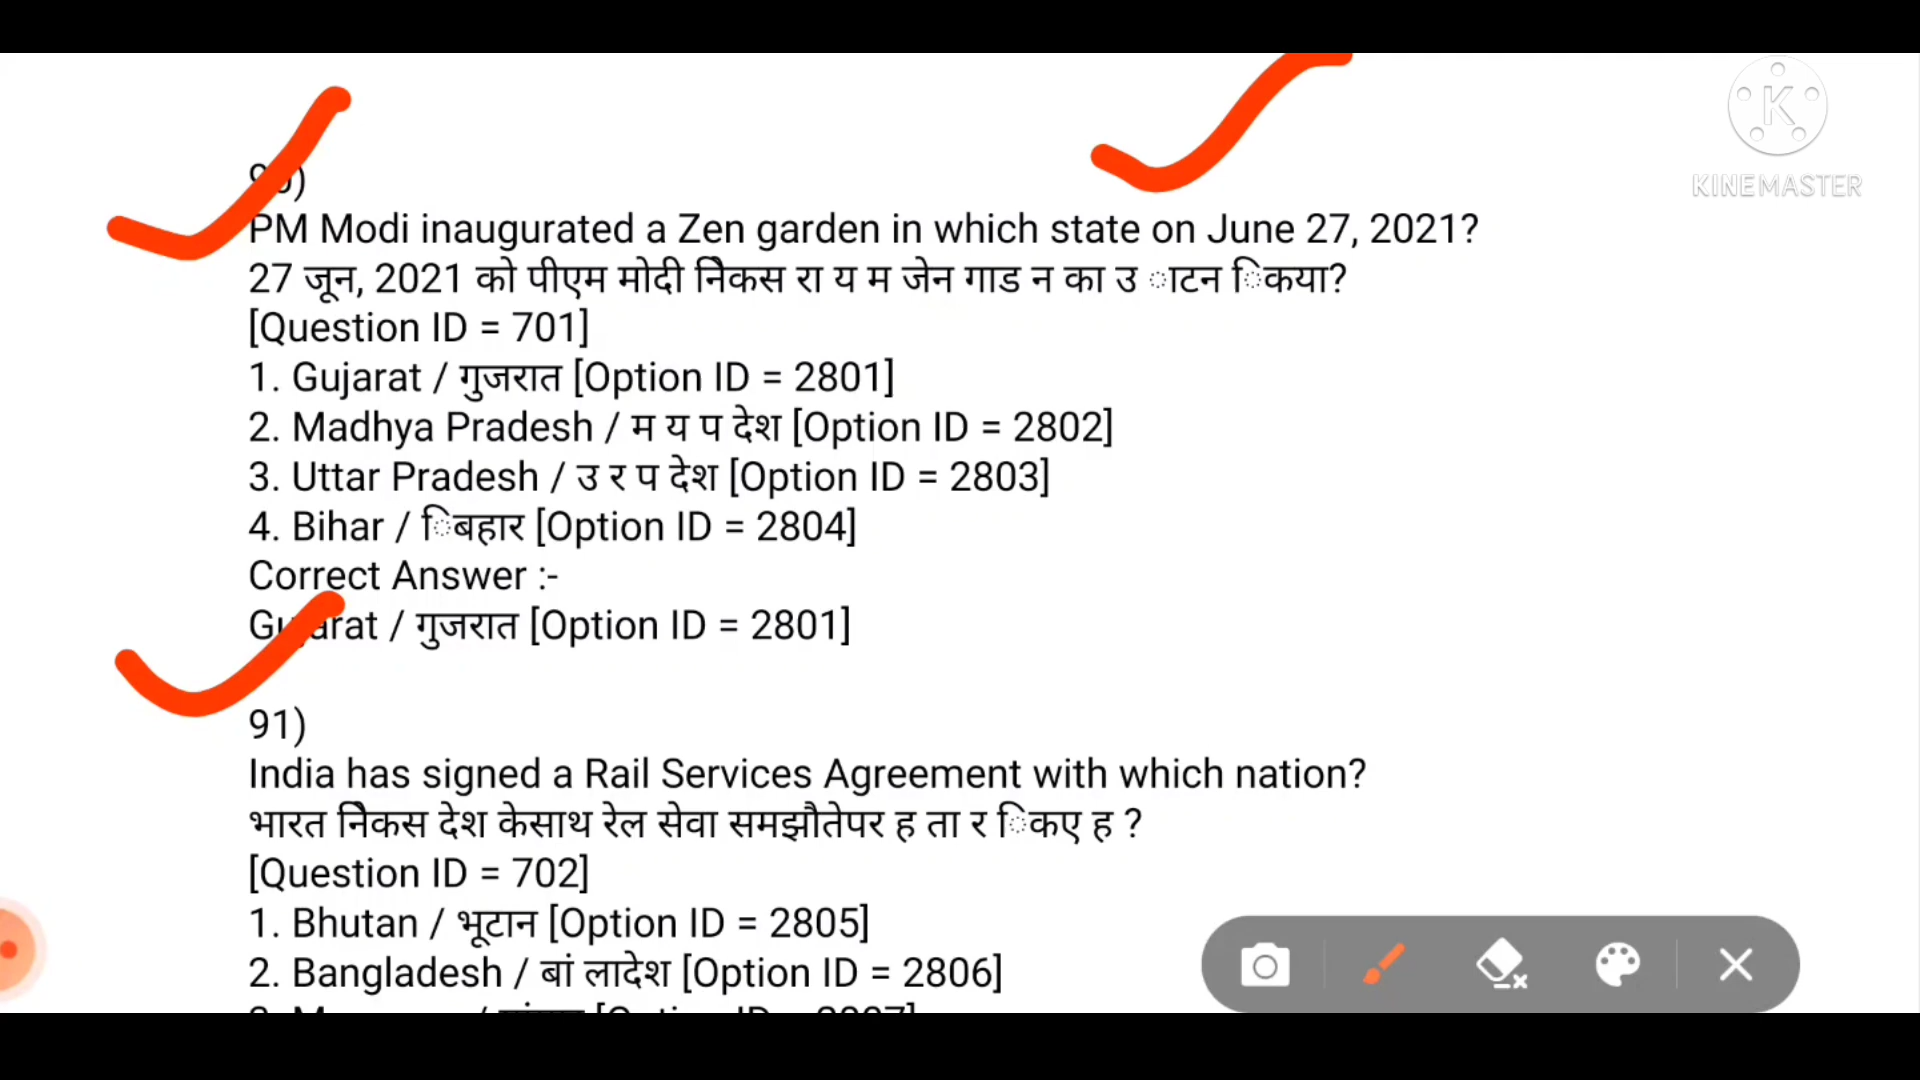 KINEMASTER
90)
PM Modi inaugurated a Zen garden in which state on June 27, 2021?
27 जून, 2021 को पीएम मोदी नेिकस रा य म जेन गाड न का उ ाटन िकया?
[Question ID = 701]
1. Gujarat / गुजरात [Option ID = 2801]
2. Madhya Pradesh / म य प देश [Option ID = 2802]
3. Uttar Pradesh / उ र प देश [Option ID = 2803]
4. Bihar / िबहार [Option ID = 2804]
Correct Answer :-
Gujarat / गुजरात [Option ID = 2801]
91)
India has signed a Rail Services Agreement with which nation?
भारत नेिकस देश केसाथ रेल सेवा समझौतेपर ह ता र िकए ह ?
[Question ID = 702]
1. Bhutan / भूटान [Option ID = 2805]
2. Bangladesh / बां लादेश [Option ID = 2806]